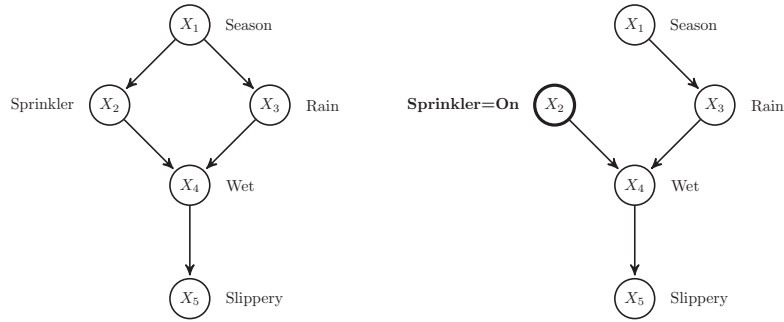 X₁ Season
X₁ Season
Sprinkler X₂ X₃ Rain
Sprinkler=On X₂ X₃ Rain
X₄ Wet
X₄ Wet
X₅ Slippery
X₅ Slippery